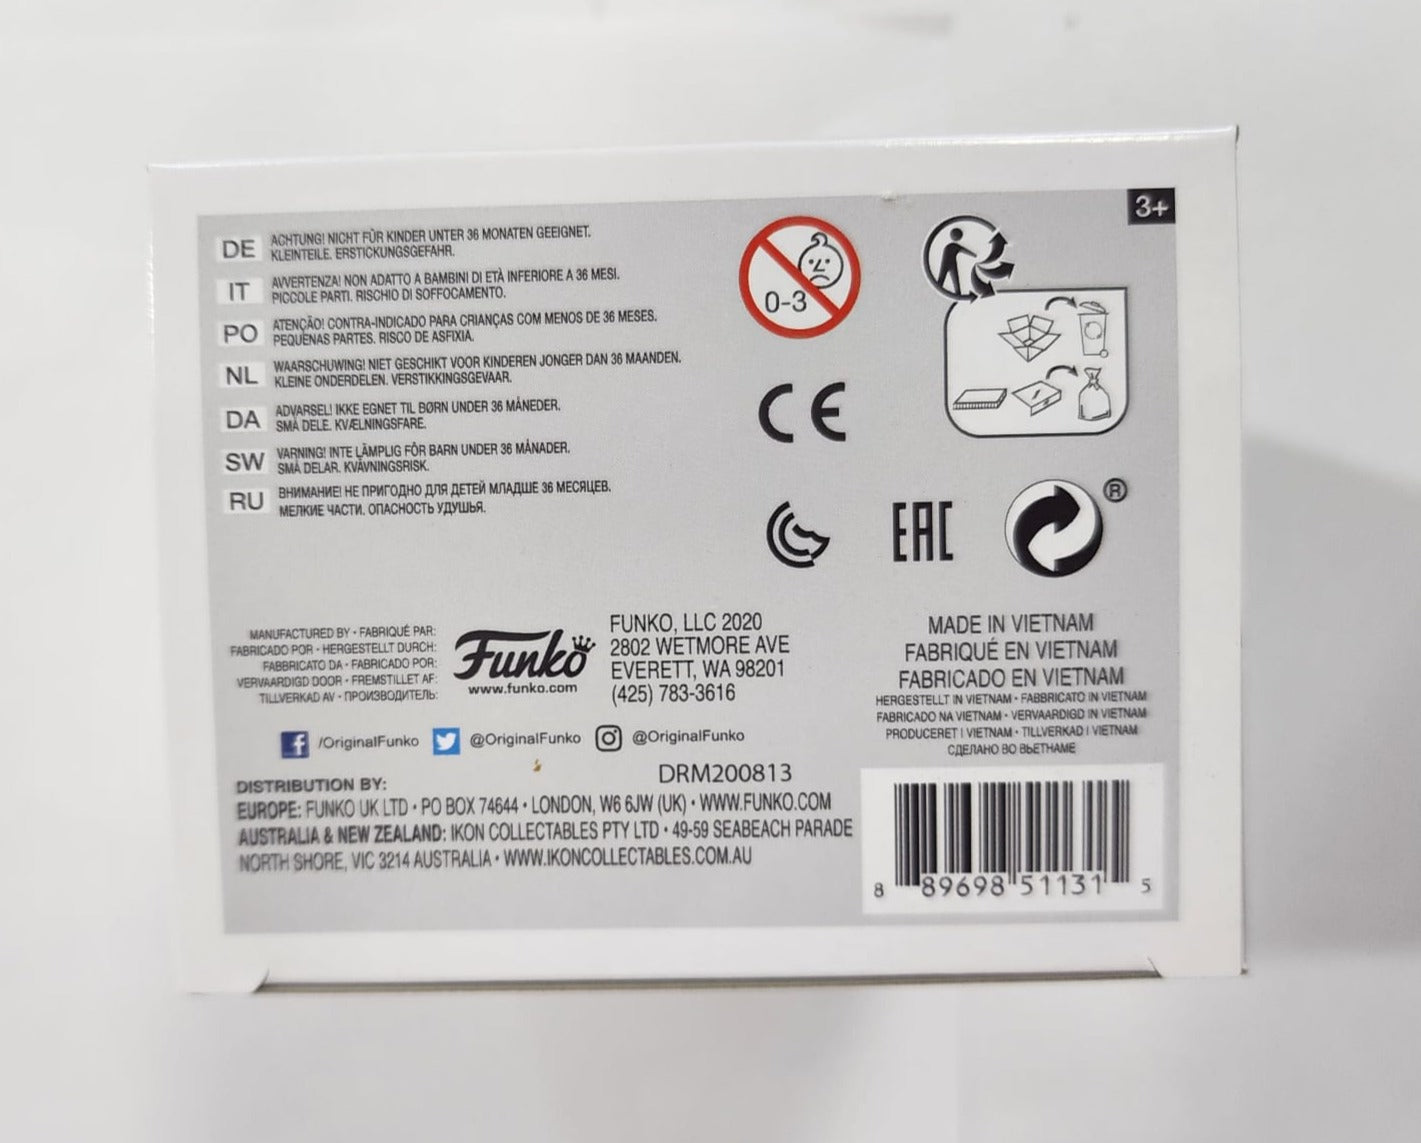 3+
DE ACHTUNG! NICHT FÜR KINDER UNTER 36 MONATEN GEEIGNET.
KLEINTEILE. ERSTICKUNGSGEFAHR.
IT AVVERTENZA! NON ADATTO A BAMBINI DI ETÀ INFERIORE A 36 MESI.
PICCOLE PARTI. RISCHIO DI SOFFOCAMENTO.
PO ATENÇÃO! CONTRA-INDICADO PARA CRIANÇAS COM MENOS DE 36 MESES.
PEQUENAS PARTES. RISCO DE ASFIXIA.
NL WAARSCHUWING! NIET GESCHIKT VOOR KINDEREN JONGER DAN 36 MAANDEN.
KLEINE ONDERDELEN. VERSTIKKINGSGEVAAR.
DA ADVARSEL! IKKE EGNET TIL BØRN UNDER 36 MÅNEDER.
SMÅ DELE. KVÆLNINGSFARE.
SW VARNING! INTE LÄMPLIG FÖR BARN UNDER 36 MÅNADER.
SMÅ DELAR. KVÄVNINGSRISK.
RU ВНИМАНИЕ! НЕ ПРИГОДНО ДЛЯ ДЕТЕЙ МЛАДШЕ 36 МЕСЯЦЕВ.
МЕЛКИЕ ЧАСТИ. ОПАСНОСТЬ УДУШЬЯ.
0-3
CE
EAC
®
MANUFACTURED BY • FABRIQUÉ PAR:
FABRICADO POR • HERGESTELLT DURCH:
FABBRICATO DA • FABRICADO POR:
VERVAARDIGD DOOR • FREMSTILLET AF:
TILLVERKAD AV • ПРОИЗВОДИТЕЛЬ:
Funko
www.funko.com
FUNKO, LLC 2020
2802 WETMORE AVE
EVERETT, WA 98201
(425) 783-3616
/OriginalFunko @OriginalFunko @OriginalFunko
DRM200813
DISTRIBUTION BY:
EUROPE: FUNKO UK LTD • PO BOX 74644 • LONDON, W6 6JW (UK) • WWW.FUNKO.COM
AUSTRALIA & NEW ZEALAND: IKON COLLECTABLES PTY LTD • 49-59 SEABEACH PARADE
NORTH SHORE, VIC 3214 AUSTRALIA • WWW.IKONCOLLECTABLES.COM.AU
MADE IN VIETNAM
FABRIQUÉ EN VIETNAM
FABRICADO EN VIETNAM
HERGESTELLT IN VIETNAM • FABBRICATO IN VIETNAM
FABRICADO NA VIETNAM • VERVAARDIGD IN VIETNAM
PRODUCERET I VIETNAM • TILLVERKAD I VIETNAM
СДЕЛАНО ВО ВЬЕТНАМЕ
8 89698 51131 5